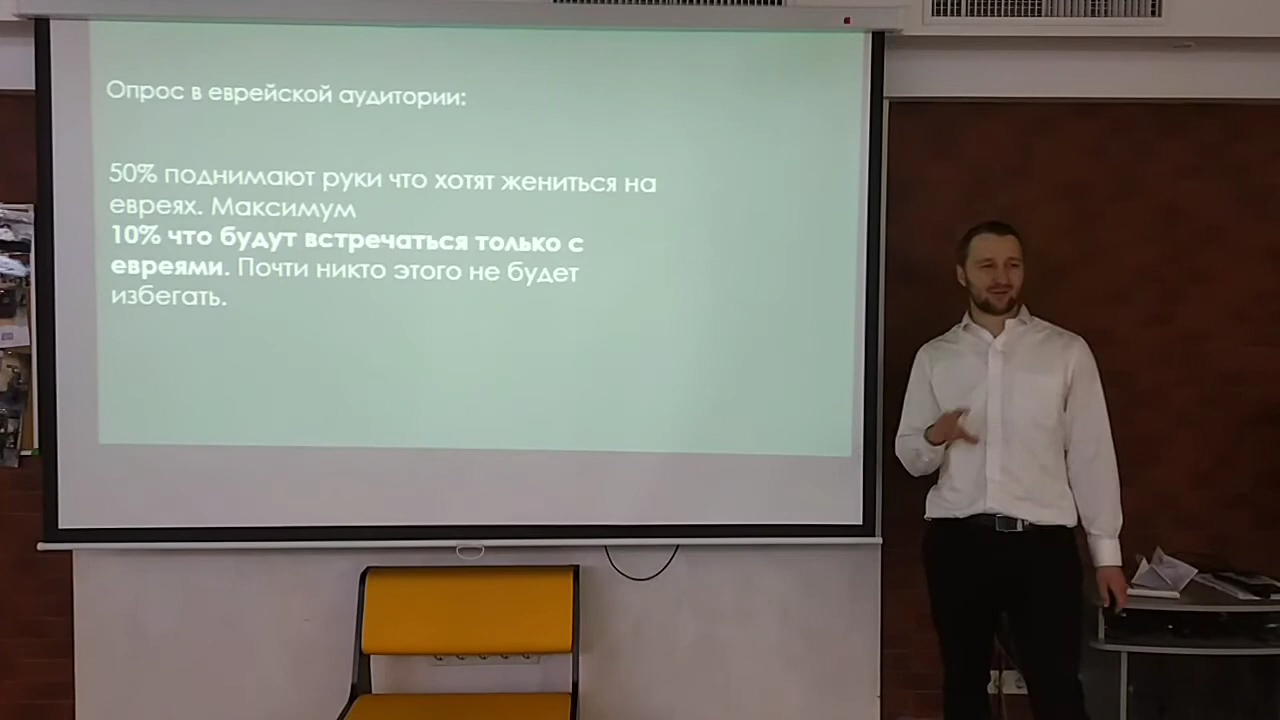 Опрос в еврейской аудитории:
50% поднимают руки что хотят жениться на
евреях. Максимум
10% что будут встречаться только с
евреями. Почти никто этого не будет
избегать.